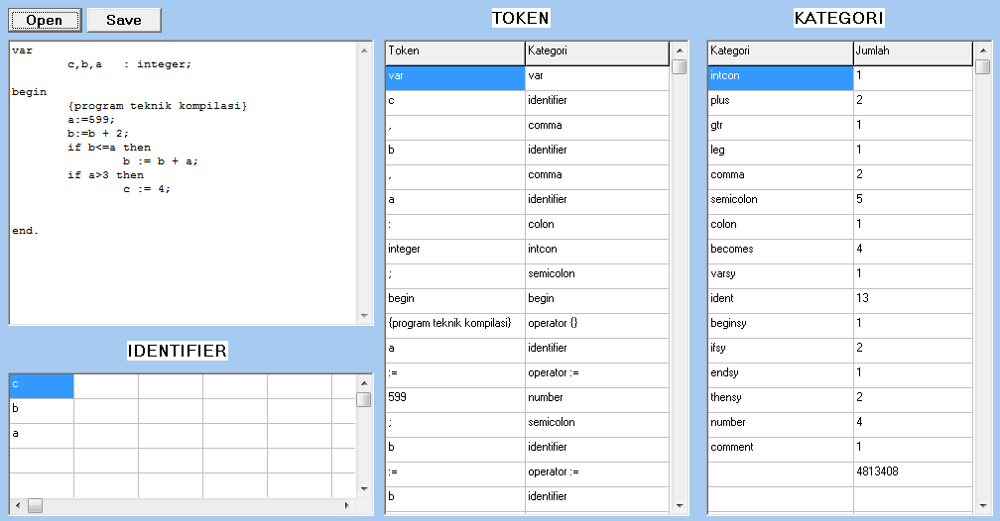 Open Save
var
c,b,a : integer;
begin
{program teknik kompilasi}
a:=599;
b:=b + 2;
if b<=a then
b := b + a;
if a>3 then
c := 4;
end.
IDENTIFIER
c
b
a
TOKEN
Token Kategori
var var
c identifier
, comma
b identifier
, comma
a identifier
: colon
integer intcon
; semicolon
begin begin
{program teknik kompilasi} operator {}
a identifier
:= operator :=
599 number
; semicolon
b identifier
:= operator :=
b identifier
KATEGORI
Kategori Jumlah
intcon 1
plus 2
gtr 1
leg 1
comma 2
semicolon 5
colon 1
becomes 4
varsy 1
ident 13
beginsy 1
ifsy 2
endsy 1
thensy 2
number 4
comment 1
4813408